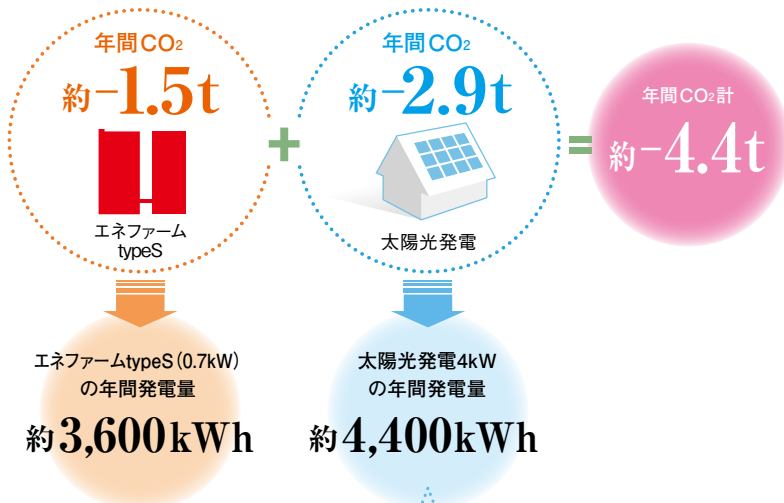 年間CO₂
約−1.5t
エネファーム
typeS
+
年間CO₂
約−2.9t
太陽光発電
=
年間CO₂計
約−4.4t
エネファームtypeS(0.7kW)
の年間発電量
約3,600kWh
太陽光発電4kW
の年間発電量
約4,400kWh